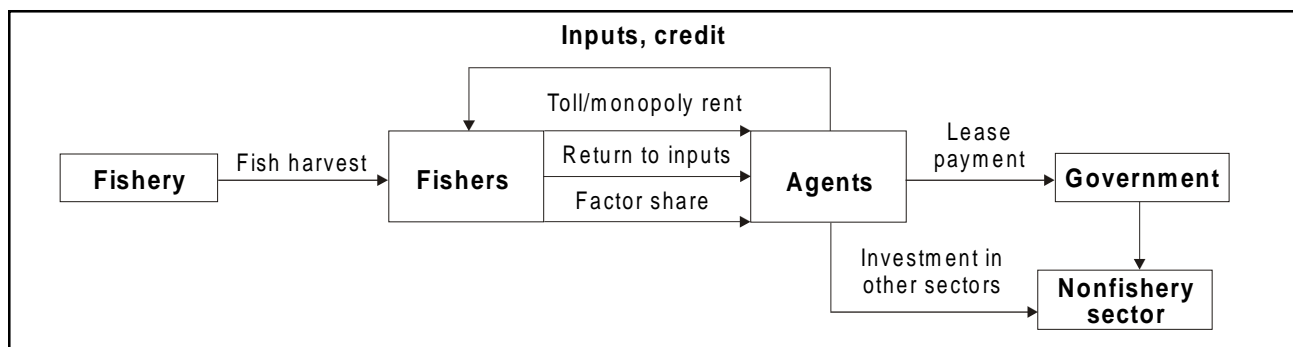 Inputs, credit
Toll/monopoly rent
Lease
payment
Fishery
Fish harvest
Fishers
Return to inputs
Agents
Government
Factor share
Investment in
other sectors
Nonfishery
sector